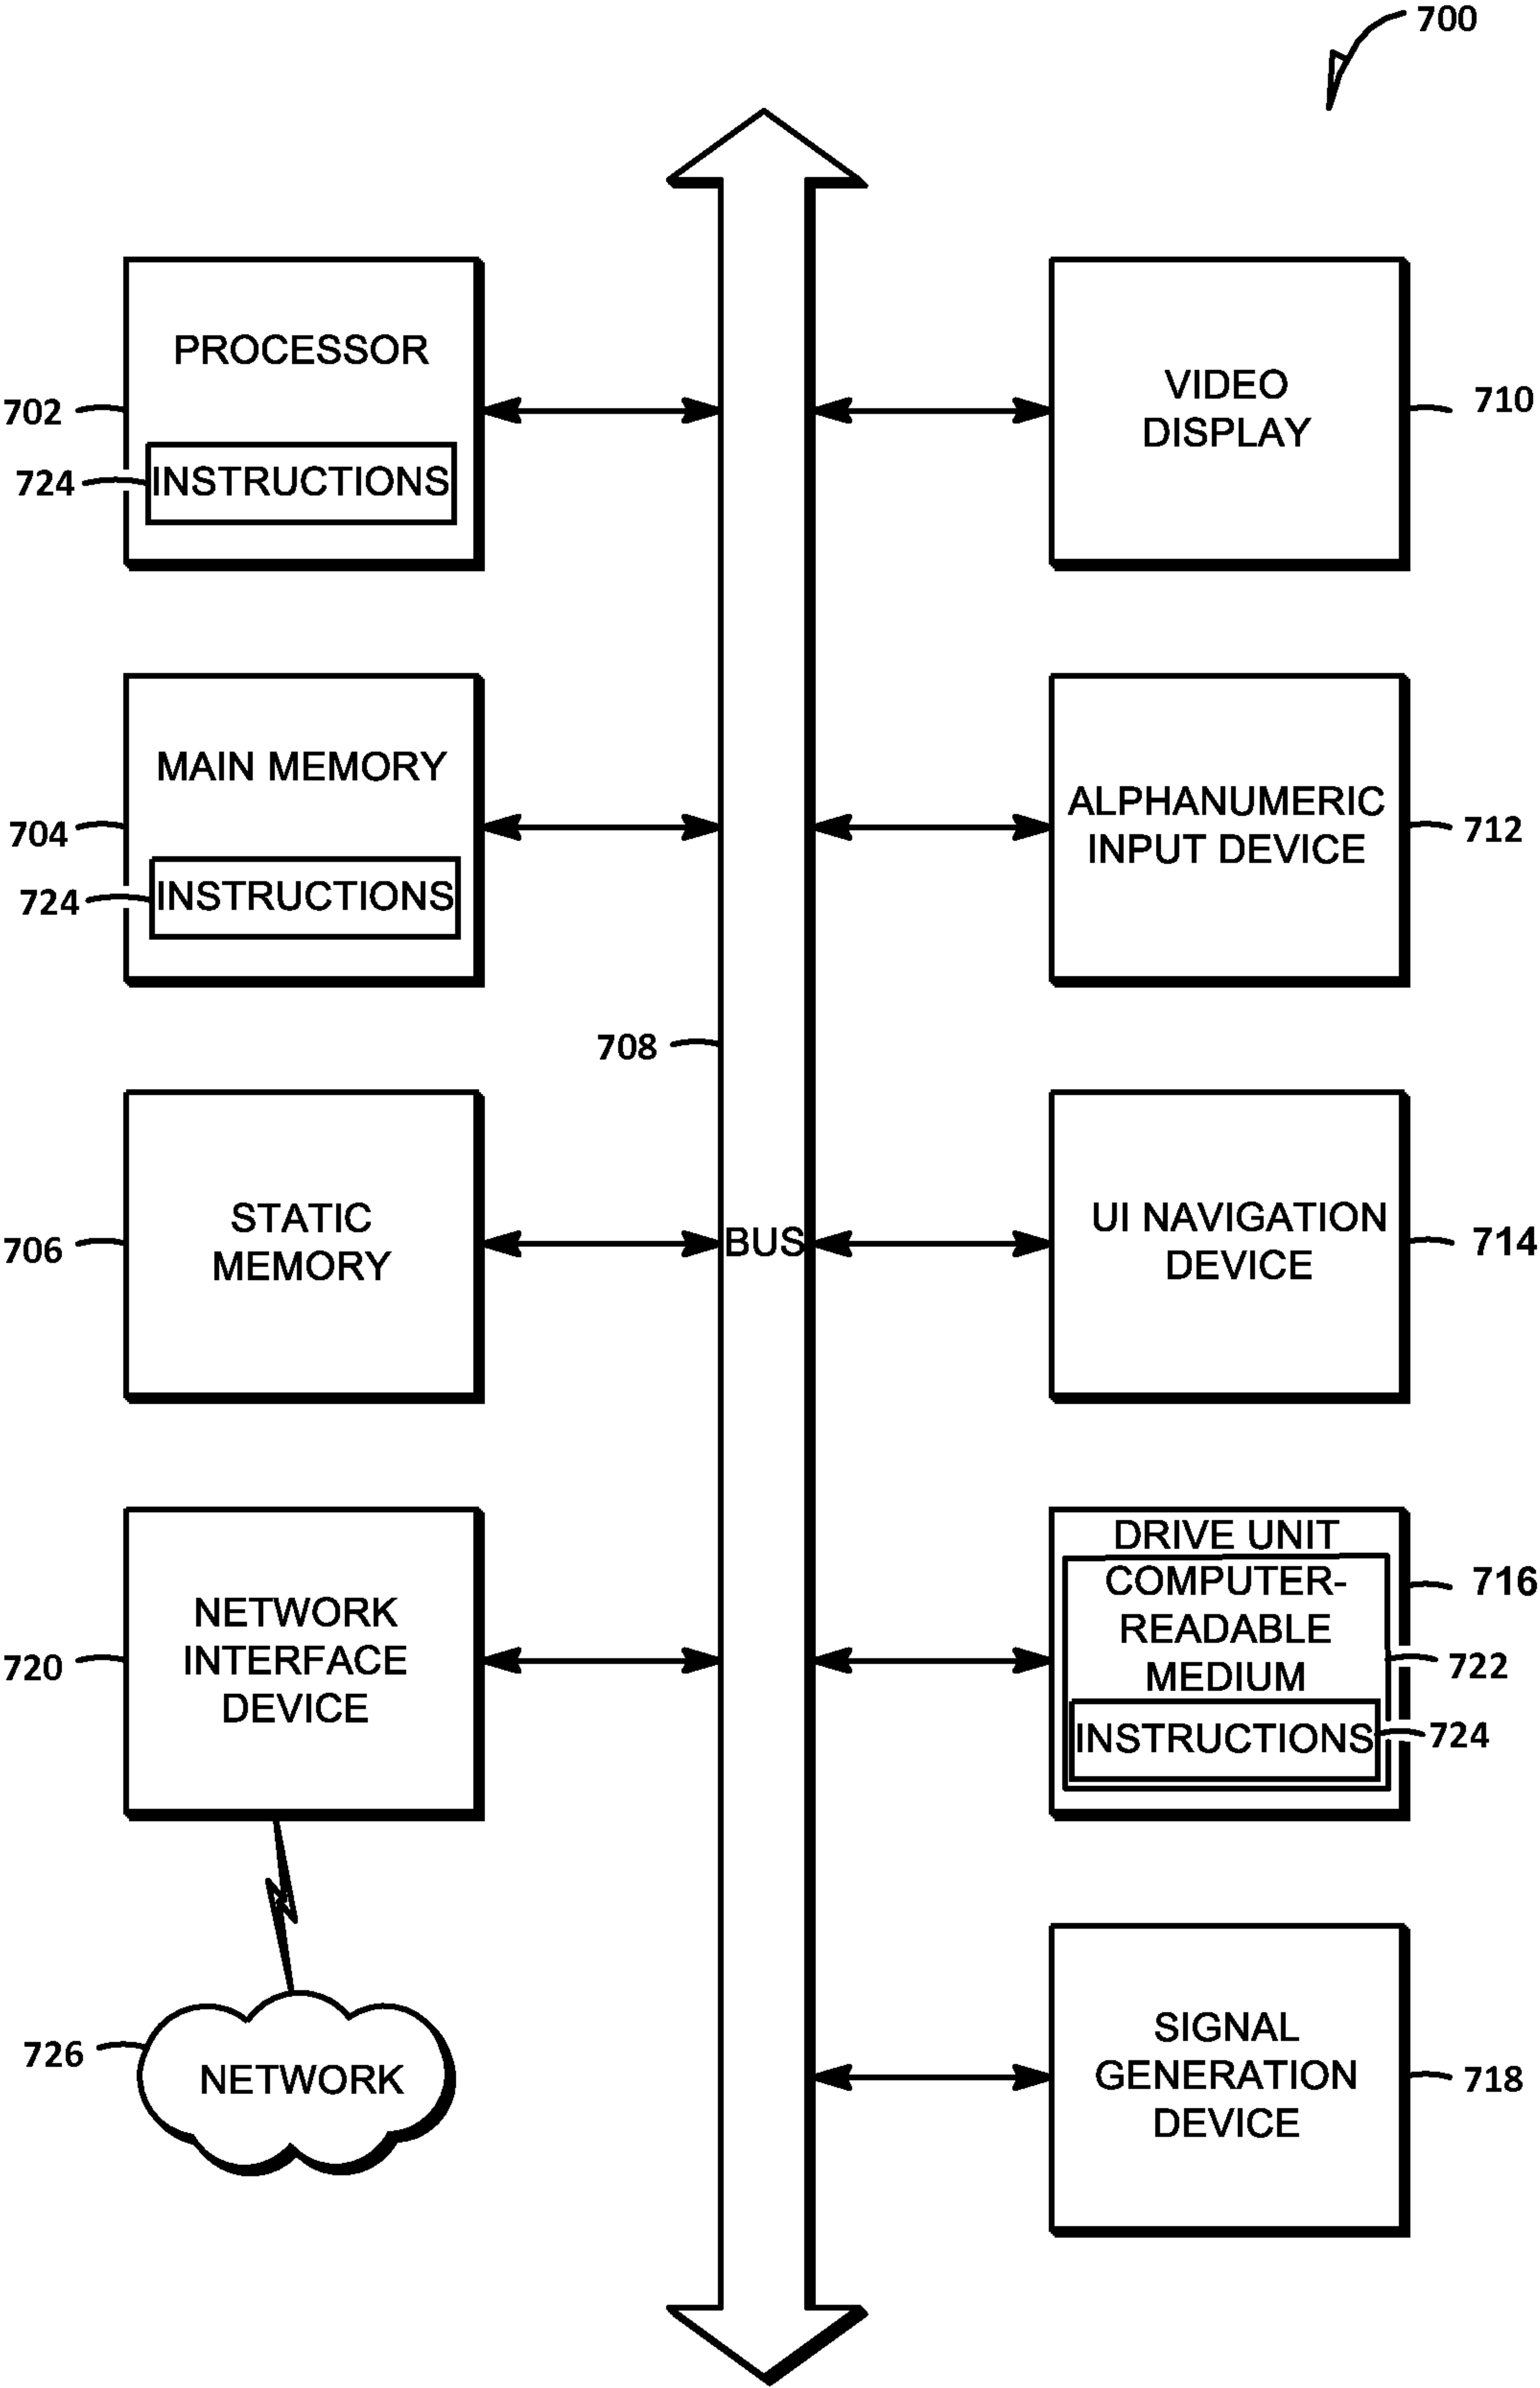 700
PROCESSOR
702
724
INSTRUCTIONS
VIDEO
DISPLAY
710
MAIN MEMORY
704
724
INSTRUCTIONS
ALPHANUMERIC
INPUT DEVICE
712
708
STATIC
MEMORY
706
BUS
UI NAVIGATION
DEVICE
714
NETWORK
INTERFACE
DEVICE
720
DRIVE UNIT
COMPUTER-
READABLE
MEDIUM
INSTRUCTIONS
716
722
724
726
NETWORK
SIGNAL
GENERATION
DEVICE
718